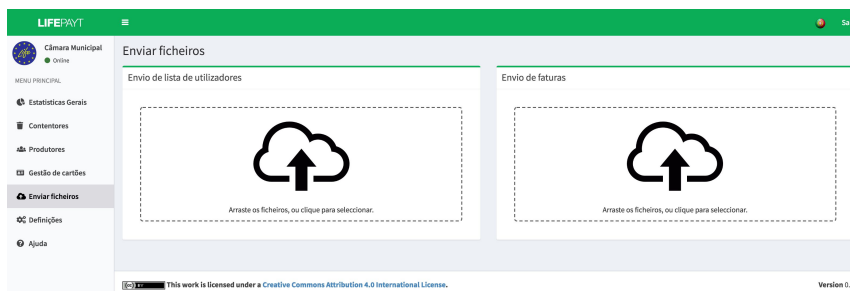 LIFEPAYT
Câmara Municipal
Online
MENU PRINCIPAL
Estatísticas Gerais
Contentores
Produtores
Gestão de cartões
Enviar ficheiros
Definições
Ajuda
Enviar ficheiros
Envio de lista de utilizadores
Arraste os ficheiros, ou clique para seleccionar.
Envio de faturas
Arraste os ficheiros, ou clique para seleccionar.
This work is licensed under a Creative Commons Attribution 4.0 International License.
Version 0.